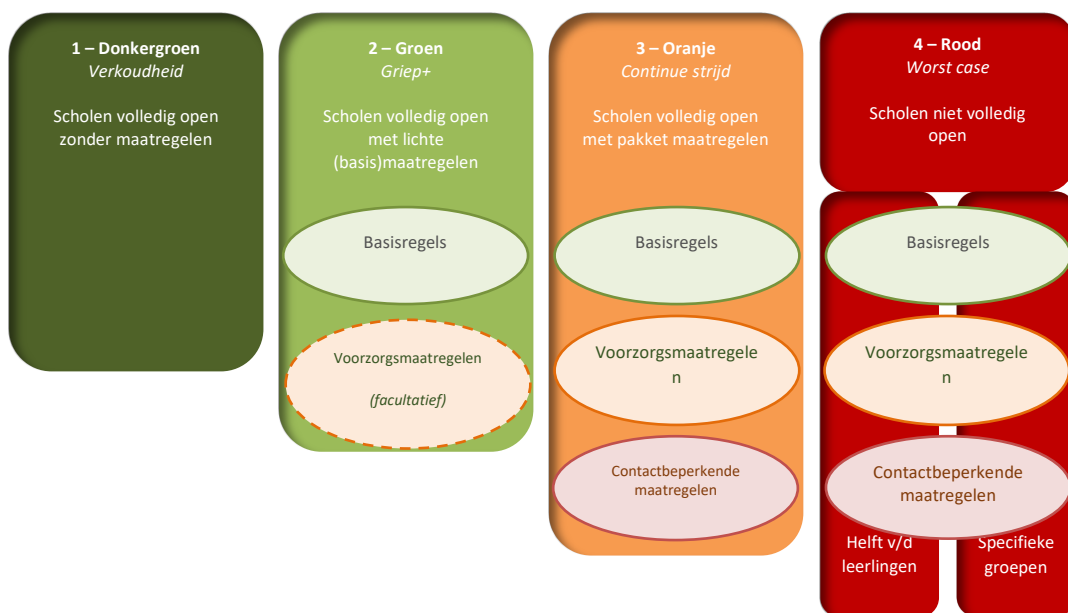 1 – Donkergroen
Verkoudheid
Scholen volledig open
zonder maatregelen
2 – Groen
Griep+
Scholen volledig open
met lichte
(basis)maatregelen
Basisregels
Voorzorgsmaatregelen
(facultatief)
3 – Oranje
Continue strijd
Scholen volledig open
met pakket maatregelen
Basisregels
Voorzorgsmaatregele
n
Contactbeperkende
maatregelen
4 – Rood
Worst case
Scholen niet volledig
open
Basisregels
Voorzorgsmaatregele
n
Contactbeperkende
maatregelen
Helft v/d
leerlingen
Specifieke
groepen